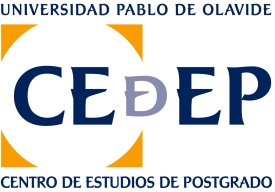 UNIVERSIDAD PABLO DE OLAVIDE
CEDEP
CENTRO DE ESTUDIOS DE POSTGRADO